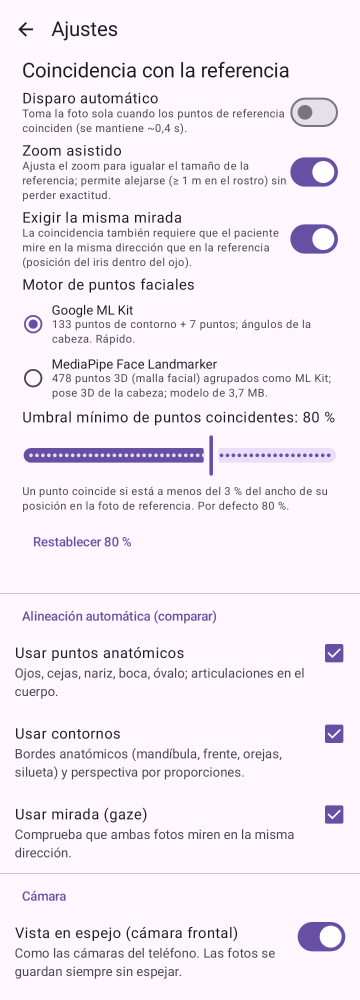 Ajustes
Coincidencia con la referencia
Disparo automático
Toma la foto sola cuando los puntos de referencia
coinciden (se mantiene ~0,4 s).
Zoom asistido
Ajusta el zoom para igualar el tamaño de la
referencia; permite alejarse (≥ 1 m en el rostro) sin
perder exactitud.
Exigir la misma mirada
La coincidencia también requiere que el paciente
mire en la misma dirección que en la referencia
(posición del iris dentro del ojo).
Motor de puntos faciales
Google ML Kit
133 puntos de contorno + 7 puntos; ángulos de la
cabeza. Rápido.
MediaPipe Face Landmarker
478 puntos 3D (malla facial) agrupados como ML Kit;
pose 3D de la cabeza; modelo de 3,7 MB.
Umbral mínimo de puntos coincidentes: 80 %
Un punto coincide si está a menos del 3 % del ancho de su
posición en la foto de referencia. Por defecto 80 %.
Restablecer 80 %
Alineación automática (comparar)
Usar puntos anatómicos
Ojos, cejas, nariz, boca, óvalo; articulaciones en el
cuerpo.
Usar contornos
Bordes anatómicos (mandíbula, frente, orejas,
silueta) y perspectiva por proporciones.
Usar mirada (gaze)
Comprueba que ambas fotos miren en la misma
dirección.
Cámara
Vista en espejo (cámara frontal)
Como las cámaras del teléfono. Las fotos se
guardan siempre sin espejar.